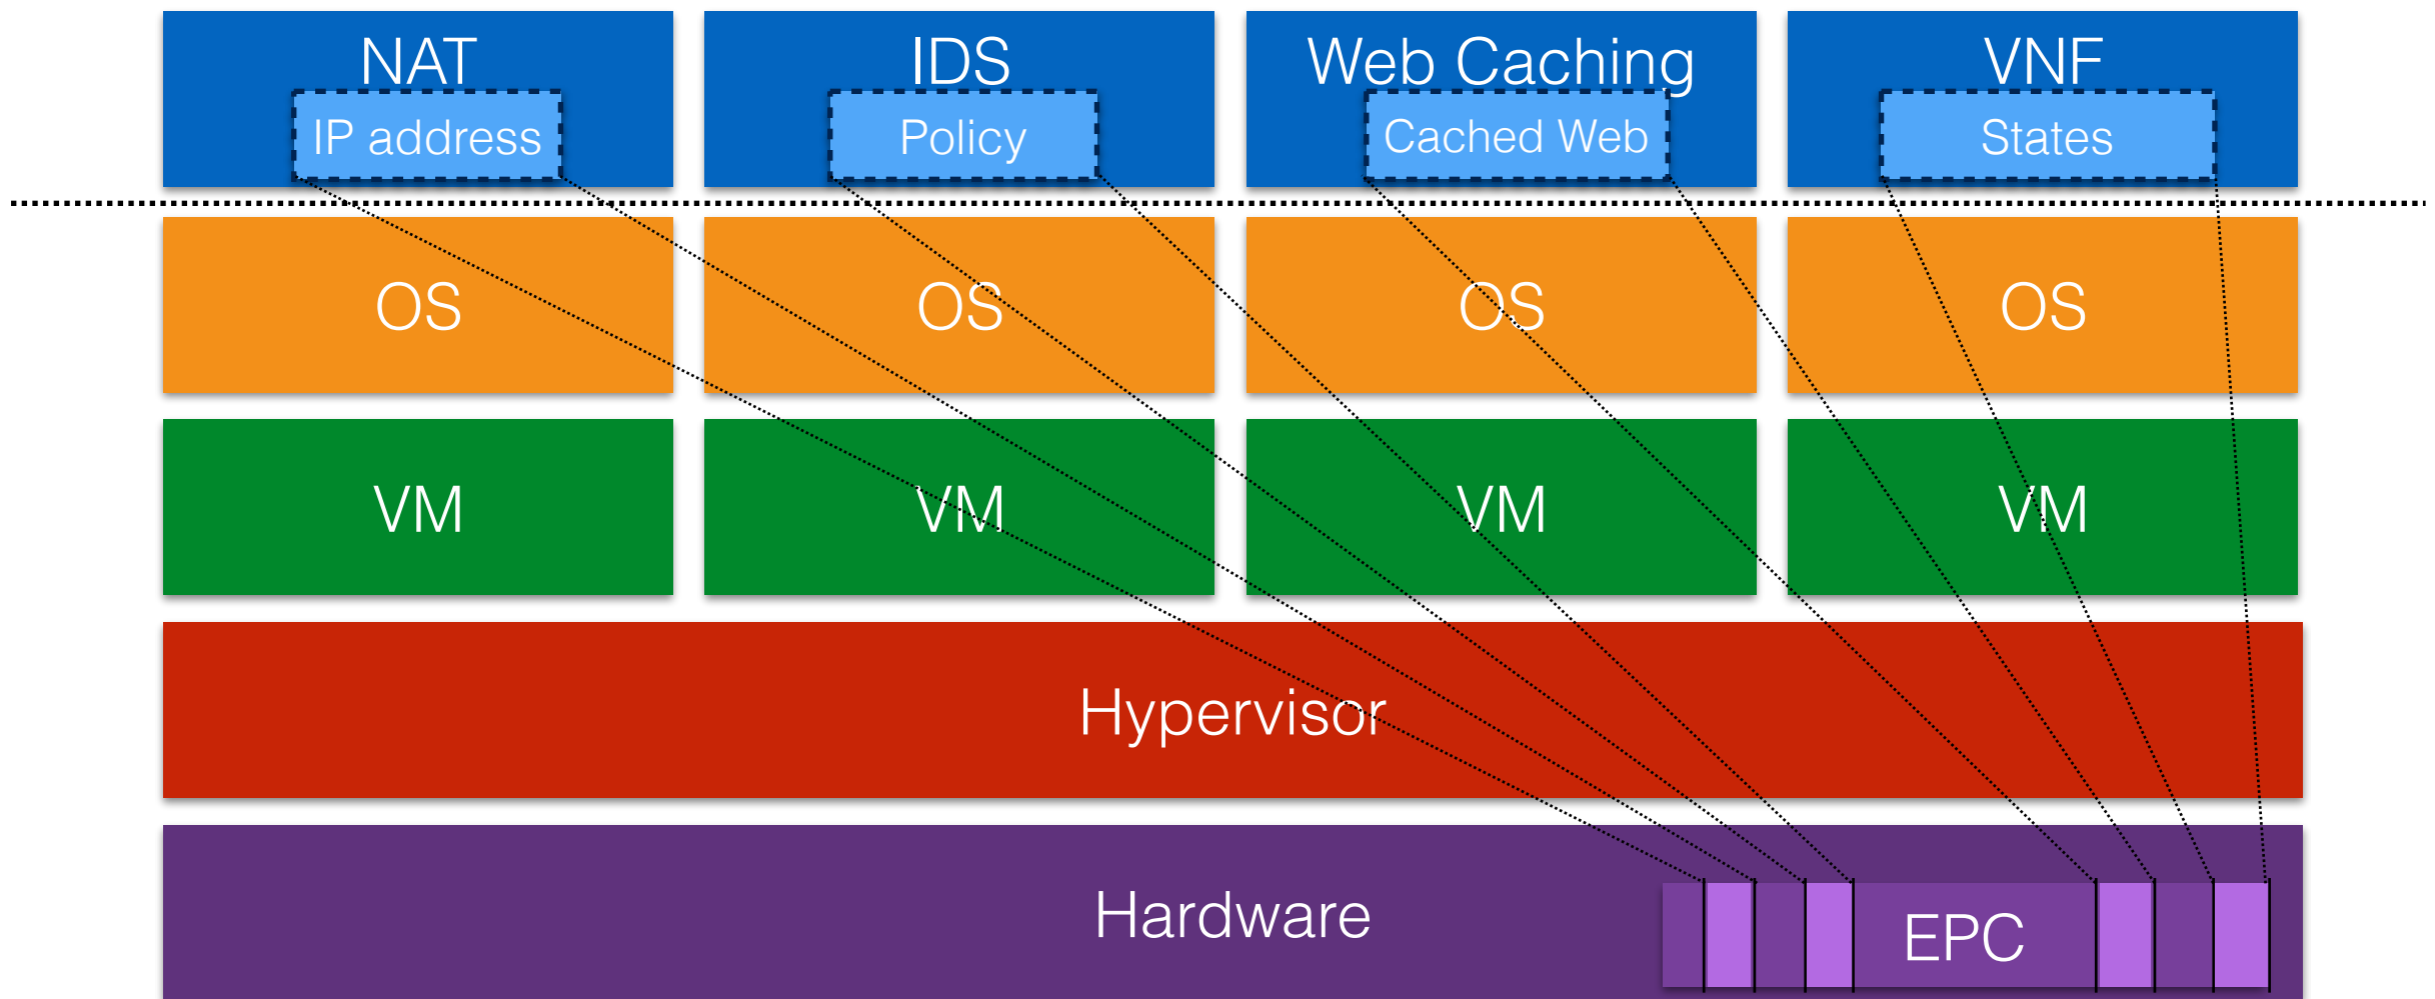 NAT
IDS
Web Caching
VNF
IP address
Policy
Cached Web
States
OS
OS
OS
OS
VM
VM
VM
VM
Hypervisor
Hardware
EPC